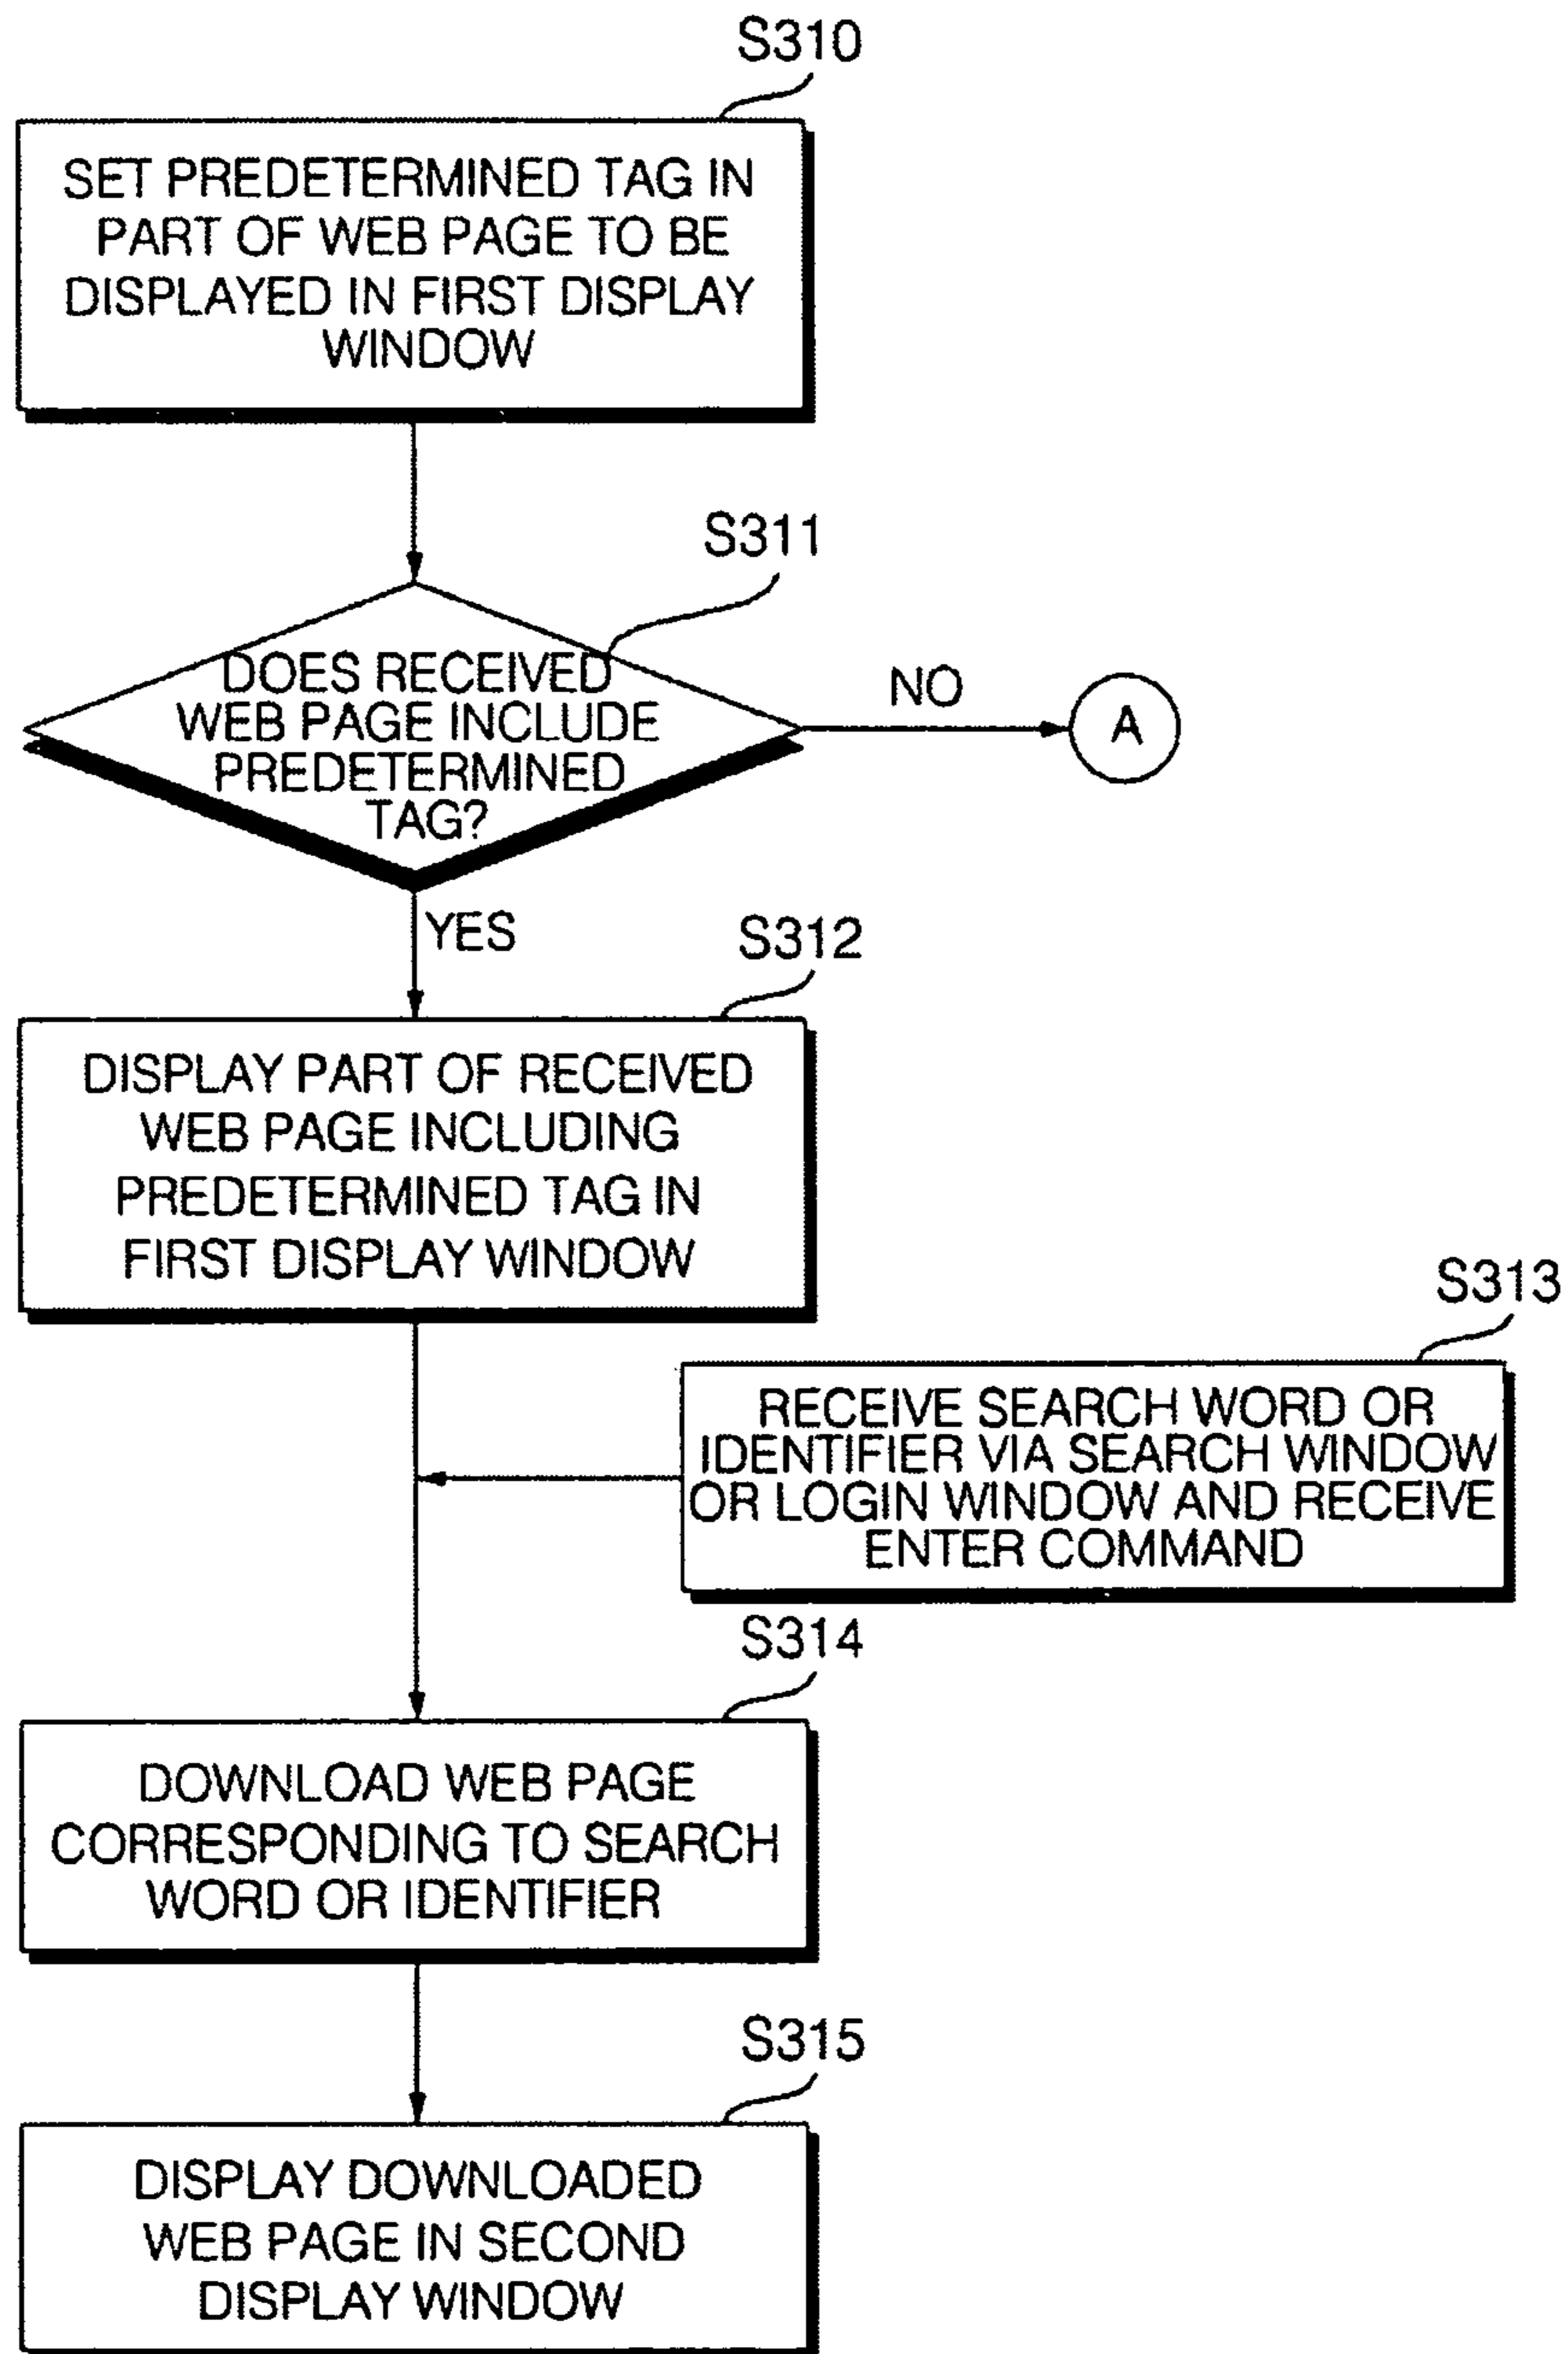 S310
SET PREDETERMINED TAG IN
PART OF WEB PAGE TO BE
DISPLAYED IN FIRST DISPLAY
WINDOW
S311
DOES RECEIVED
WEB PAGE INCLUDE
PREDETERMINED
TAG?
NO
A
YES
S312
DISPLAY PART OF RECEIVED
WEB PAGE INCLUDING
PREDETERMINED TAG IN
FIRST DISPLAY WINDOW
S313
RECEIVE SEARCH WORD OR
IDENTIFIER VIA SEARCH WINDOW
OR LOGIN WINDOW AND RECEIVE
ENTER COMMAND
S314
DOWNLOAD WEB PAGE
CORRESPONDING TO SEARCH
WORD OR IDENTIFIER
S315
DISPLAY DOWNLOADED
WEB PAGE IN SECOND
DISPLAY WINDOW